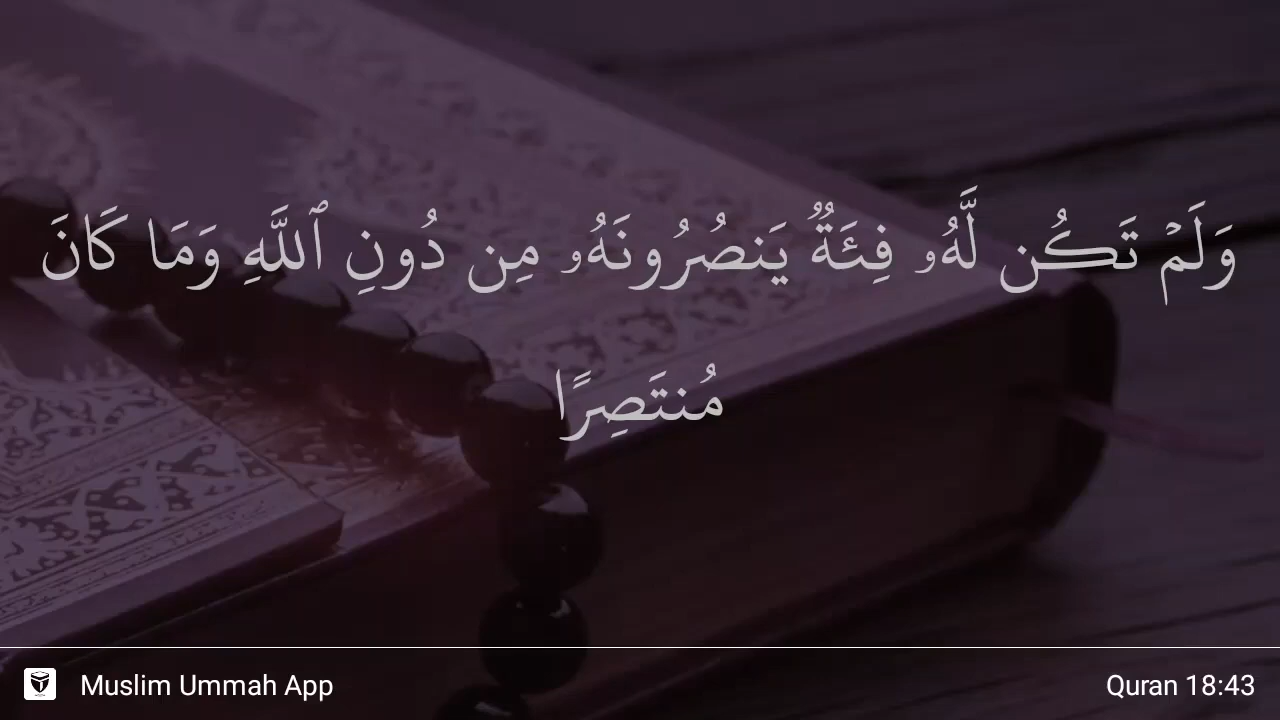 وَلَمۡ تَكُن لَّهُۥ فِئَةٞ يَنصُرُونَهُۥ مِن دُونِ ٱللَّهِ وَمَا كَانَ
مُنتَصِرًا
Muslim Ummah App
Quran 18:43